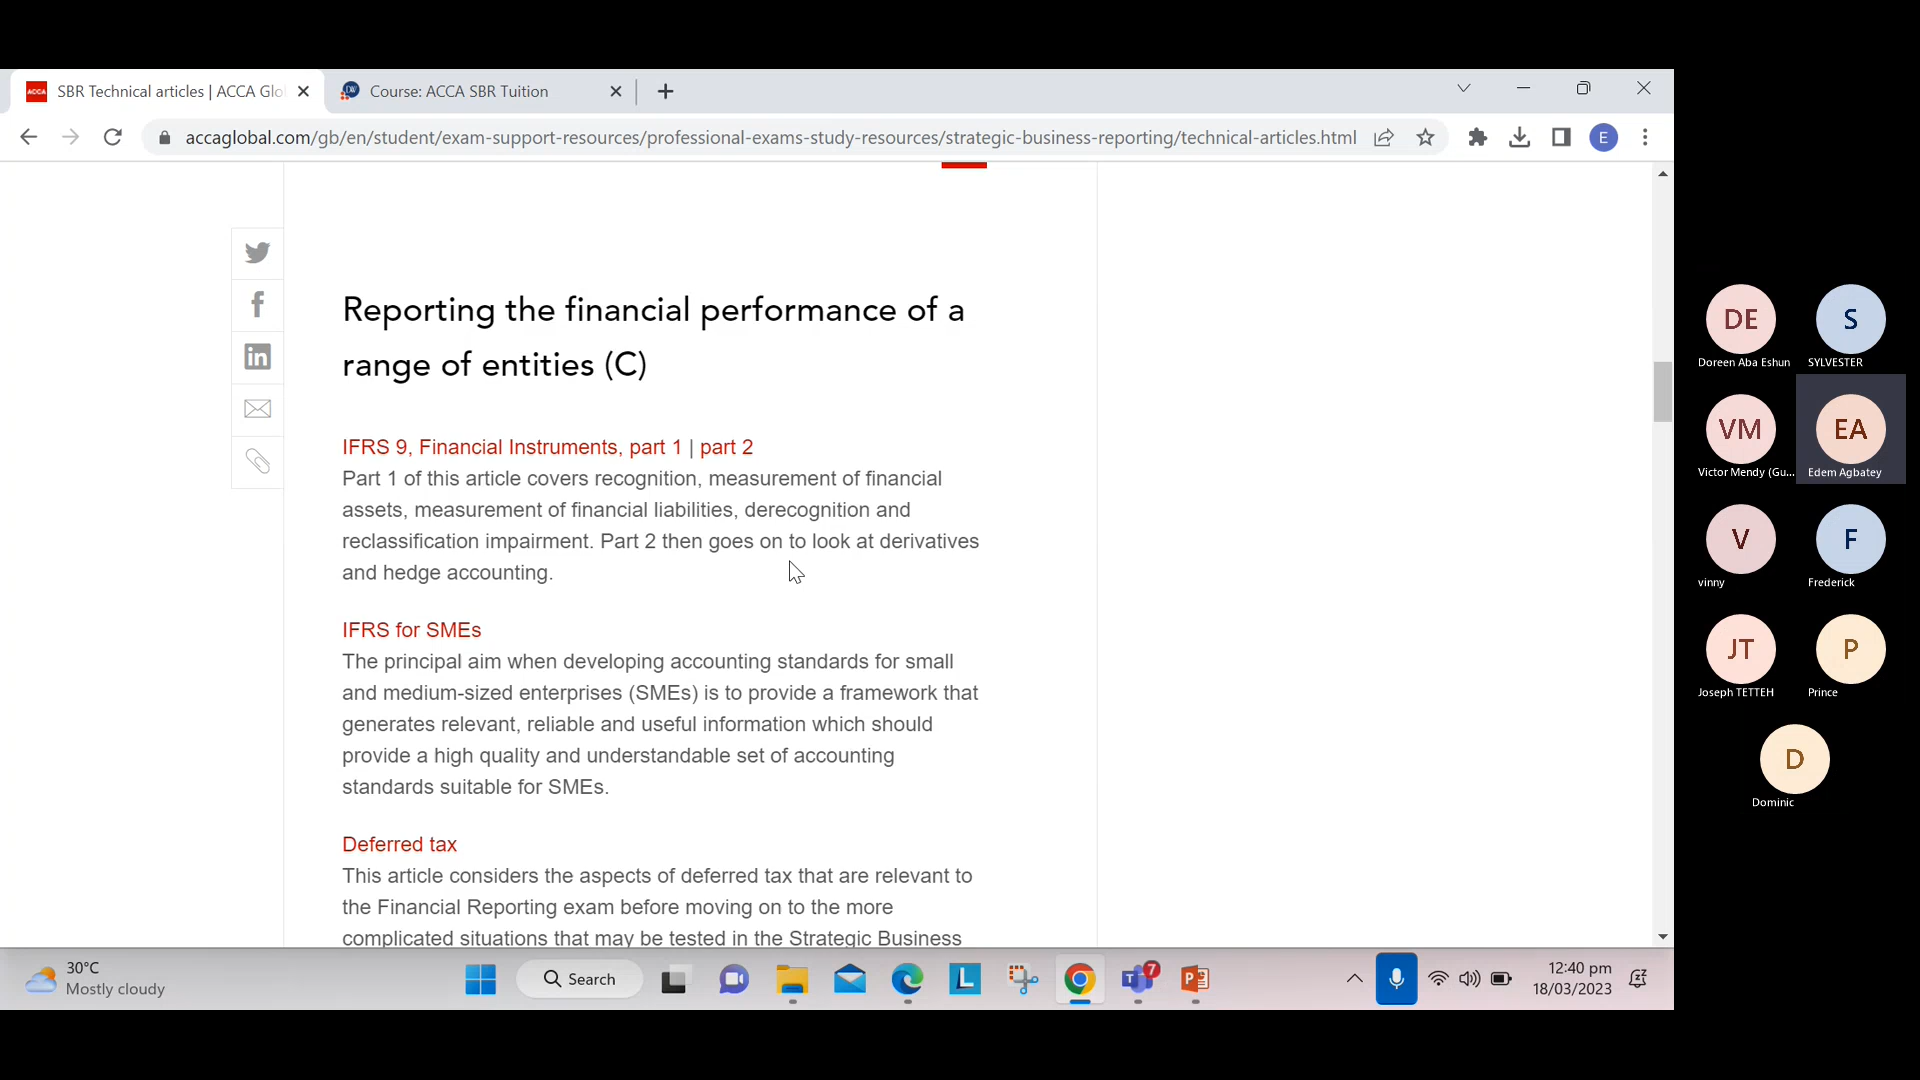 ACCA
SBR Technical articles | ACCA Glo
Course: ACCA SBR Tuition
accaglobal.com/gb/en/student/exam-support-resources/professional-exams-study-resources/strategic-business-reporting/technical-articles.html
E
Reporting the financial performance of a
range of entities (C)
IFRS 9, Financial Instruments, part 1 | part 2
Part 1 of this article covers recognition, measurement of financial
assets, measurement of financial liabilities, derecognition and
reclassification impairment. Part 2 then goes on to look at derivatives
and hedge accounting.
IFRS for SMEs
The principal aim when developing accounting standards for small
and medium-sized enterprises (SMEs) is to provide a framework that
generates relevant, reliable and useful information which should
provide a high quality and understandable set of accounting
standards suitable for SMEs.
Deferred tax
This article considers the aspects of deferred tax that are relevant to
the Financial Reporting exam before moving on to the more
complicated situations that may be tested in the Strategic Business
DE
Doreen Aba Eshun
S
SYLVESTER
VM
Victor Mendy (Gu...
EA
Edem Agbatey
V
vinny
F
Frederick
JT
Joseph TETTEH
P
Prince
D
Dominic
30°C
Mostly cloudy
Search
L
7
12:40 pm
18/03/2023